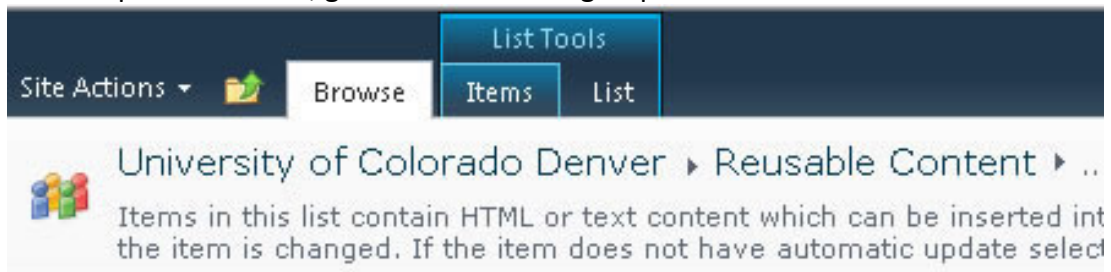 List Tools
Site Actions Browse Items List
University of Colorado Denver ▸ Reusable Content ▸ ..
Items in this list contain HTML or text content which can be inserted int
the item is changed. If the item does not have automatic update select